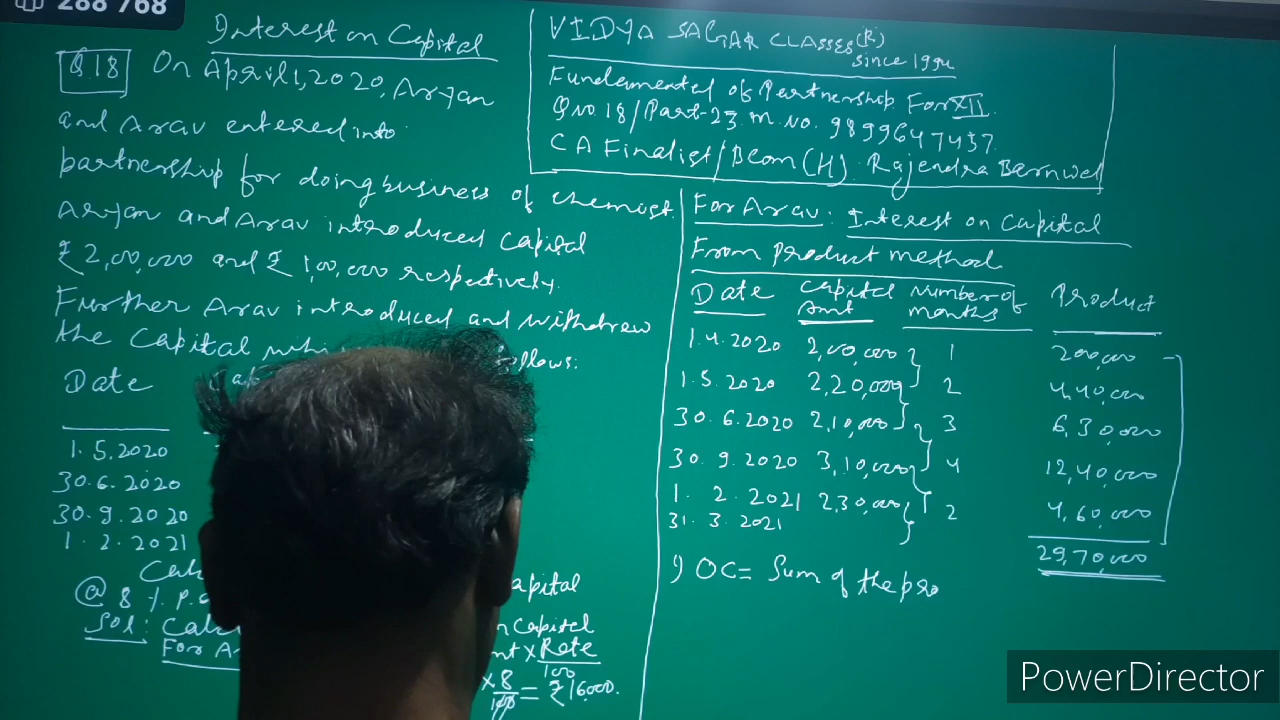 288 768
Interest on Capital
Q.18 On April 1, 2020, Aryan
and Arav entered into
partnership for doing business of chemist.
Aryan and Arav introduced capital
₹ 2,00,000 and ₹ 1,00,000 respectively.
Further Arav introduced and withdrew
the Capital
Date
1.5.2020
30.6.2020
30.9.2020
1.2.2021
@ 8 %
apital
Sol:
n Capital
For
× Rate
100
× 8
100
= ₹ 16000.
VIDYA SAGAR CLASSES (R)
since 1994
Fundamental of Partnership For XII
Q No. 18/Part-23. M. No. 9899647457.
CA Finalist/Bcom(H). Rajendra Barnwal
For Arav: Interest on Capital
From Product method
Date Capital Amt Number of months Product
1.4.2020 2,00,000 1 200,000
1.5.2020 2,20,000 2 4,40,000
30.6.2020 2,10,000 3 6,30,000
30.9.2020 3,10,000 4 12,40,000
1.2.2021 2,30,000 2 4,60,000
31.3.2021
29,70,000
IOC = Sum of the pro
PowerDirector